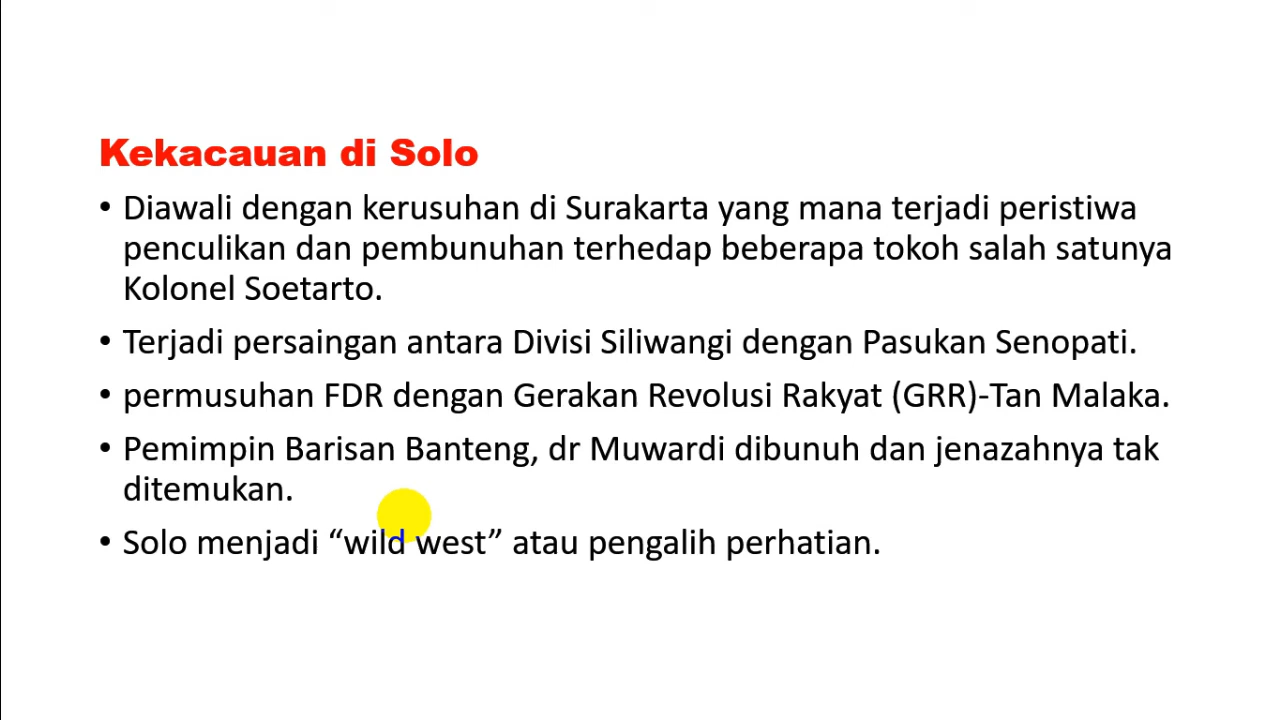 Kekacauan di Solo
• Diawali dengan kerusuhan di Surakarta yang mana terjadi peristiwa
penculikan dan pembunuhan terhedap beberapa tokoh salah satunya
Kolonel Soetarto.
• Terjadi persaingan antara Divisi Siliwangi dengan Pasukan Senopati.
• permusuhan FDR dengan Gerakan Revolusi Rakyat (GRR)-Tan Malaka.
• Pemimpin Barisan Banteng, dr Muwardi dibunuh dan jenazahnya tak
ditemukan.
• Solo menjadi “wild west” atau pengalih perhatian.